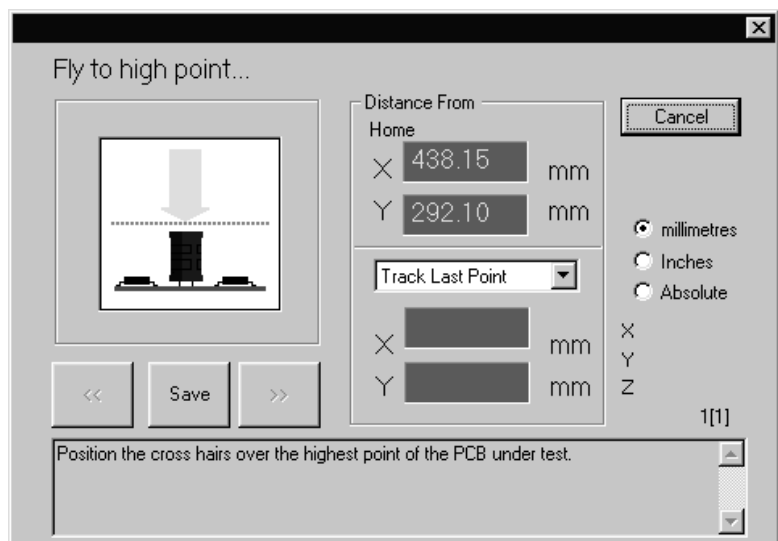 Fly to high point...
Distance From
Home
X 438.15 mm
Y 292.10 mm
Track Last Point
X mm
Y mm
Cancel
millimetres
Inches
Absolute
X
Y
Z
1[1]
<< Save >>
Position the cross hairs over the highest point of the PCB under test.